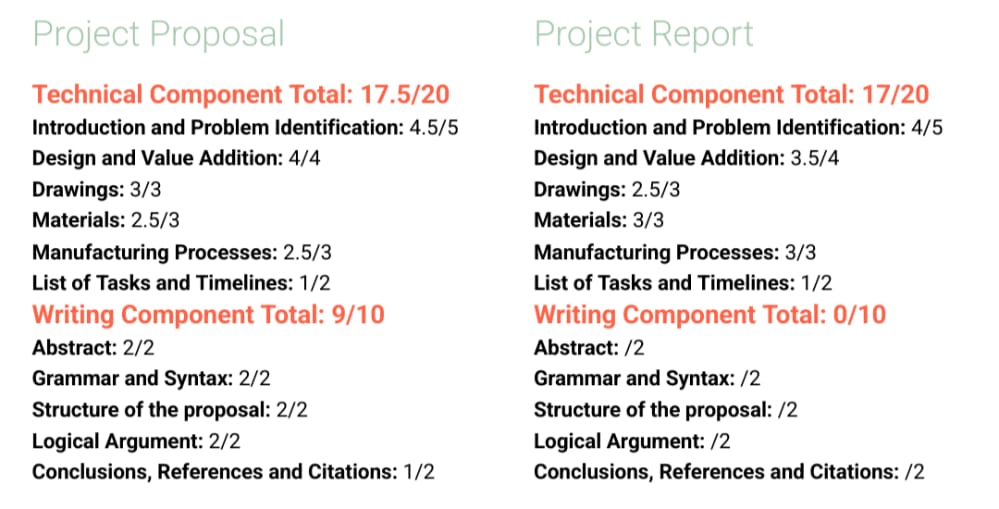 Project Proposal
Technical Component Total: 17.5/20
Introduction and Problem Identification: 4.5/5
Design and Value Addition: 4/4
Drawings: 3/3
Materials: 2.5/3
Manufacturing Processes: 2.5/3
List of Tasks and Timelines: 1/2
Writing Component Total: 9/10
Abstract: 2/2
Grammar and Syntax: 2/2
Structure of the proposal: 2/2
Logical Argument: 2/2
Conclusions, References and Citations: 1/2
Project Report
Technical Component Total: 17/20
Introduction and Problem Identification: 4/5
Design and Value Addition: 3.5/4
Drawings: 2.5/3
Materials: 3/3
Manufacturing Processes: 3/3
List of Tasks and Timelines: 1/2
Writing Component Total: 0/10
Abstract: /2
Grammar and Syntax: /2
Structure of the proposal: /2
Logical Argument: /2
Conclusions, References and Citations: /2